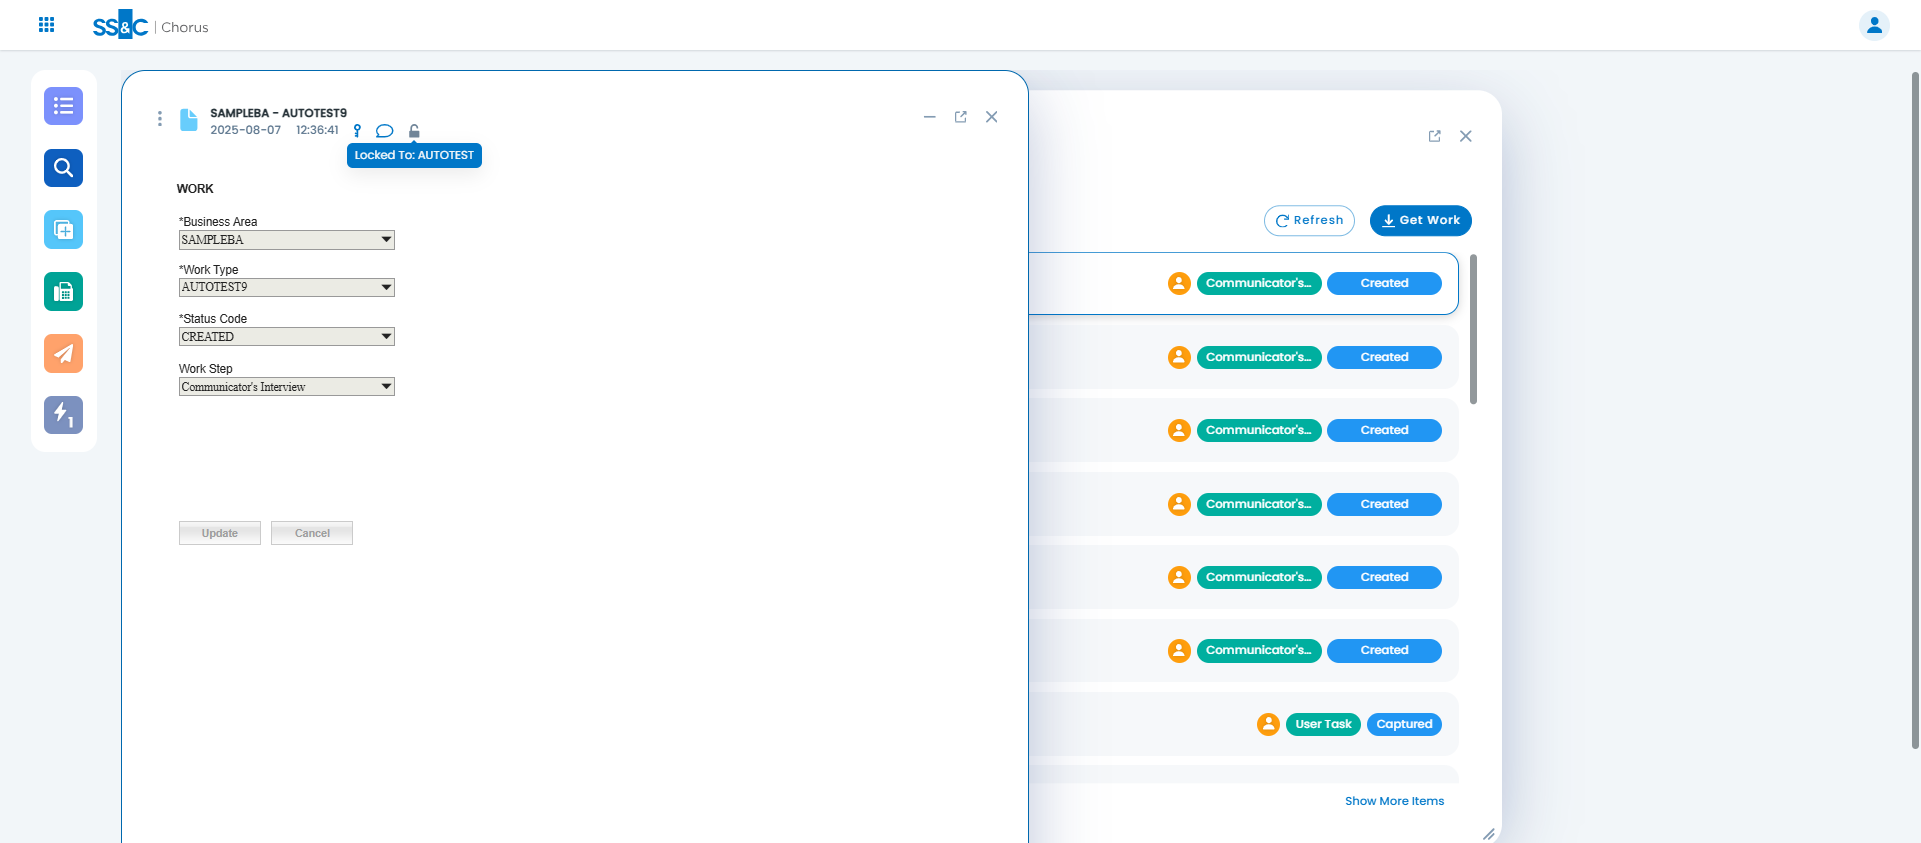 SS&C | Chorus
SAMPLEBA - AUTOTEST9
2025-08-07 12:36:41
Locked To: AUTOTEST
WORK
*Business Area
SAMPLEBA
*Work Type
AUTOTEST9
*Status Code
CREATED
Work Step
Communicator's Interview
Update Cancel
Refresh Get Work
Communicator's... Created
Communicator's... Created
Communicator's... Created
Communicator's... Created
Communicator's... Created
Communicator's... Created
User Task Captured
Show More Items
1